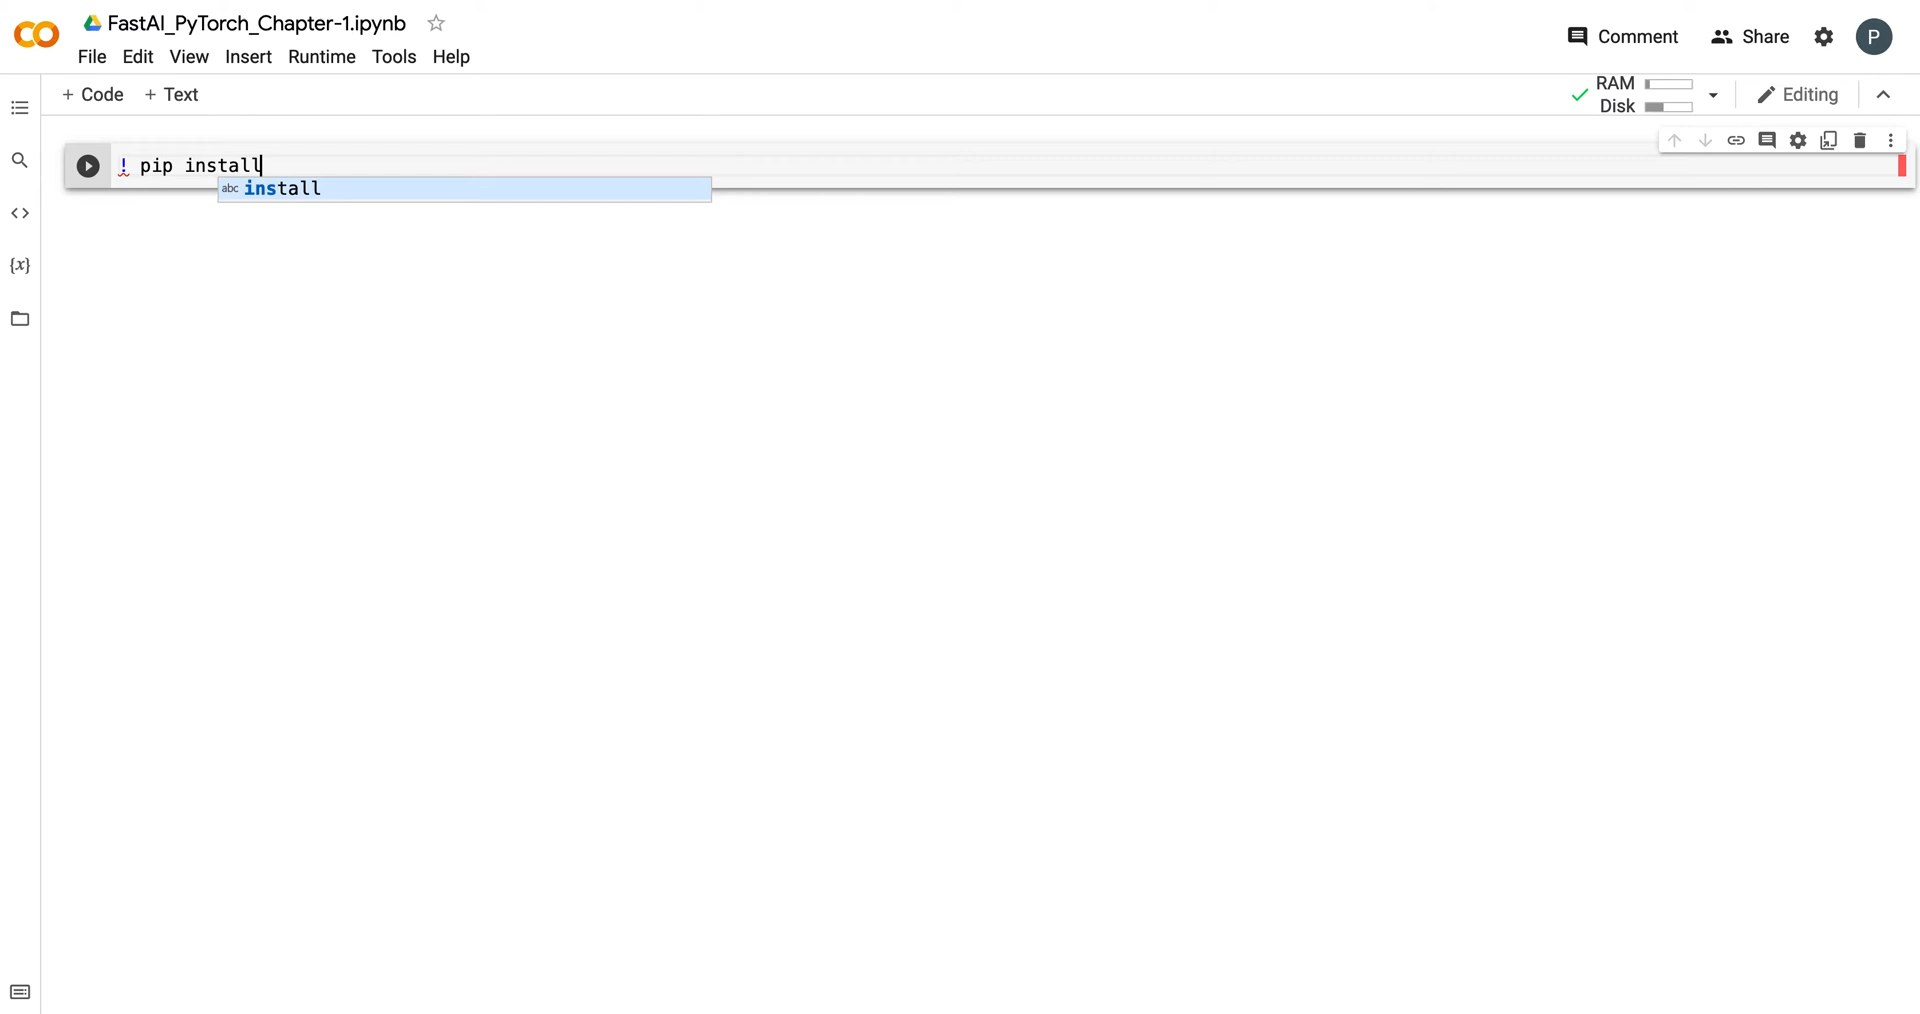 FastAI_PyTorch_Chapter-1.ipynb
File Edit View Insert Runtime Tools Help
Comment Share P
+ Code + Text
RAM
Disk
Editing
! pip install
abc install
{x}